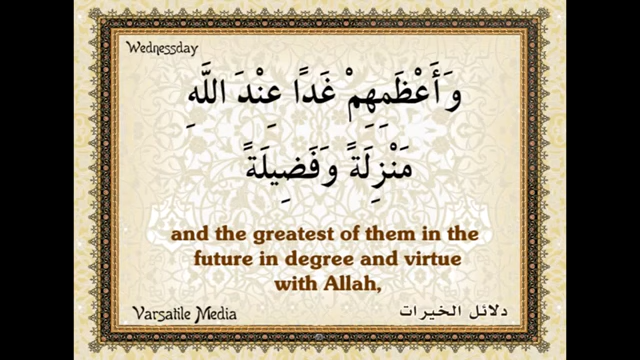 Wednessday
وَأَعْظَمِهِمْ غَدًا عِنْدَ اللَّهِ
مَنْزِلَةً وَفَضِيلَةً
and the greatest of them in the
future in degree and virtue
with Allah,
Varsatile Media
دلائل الخيرات